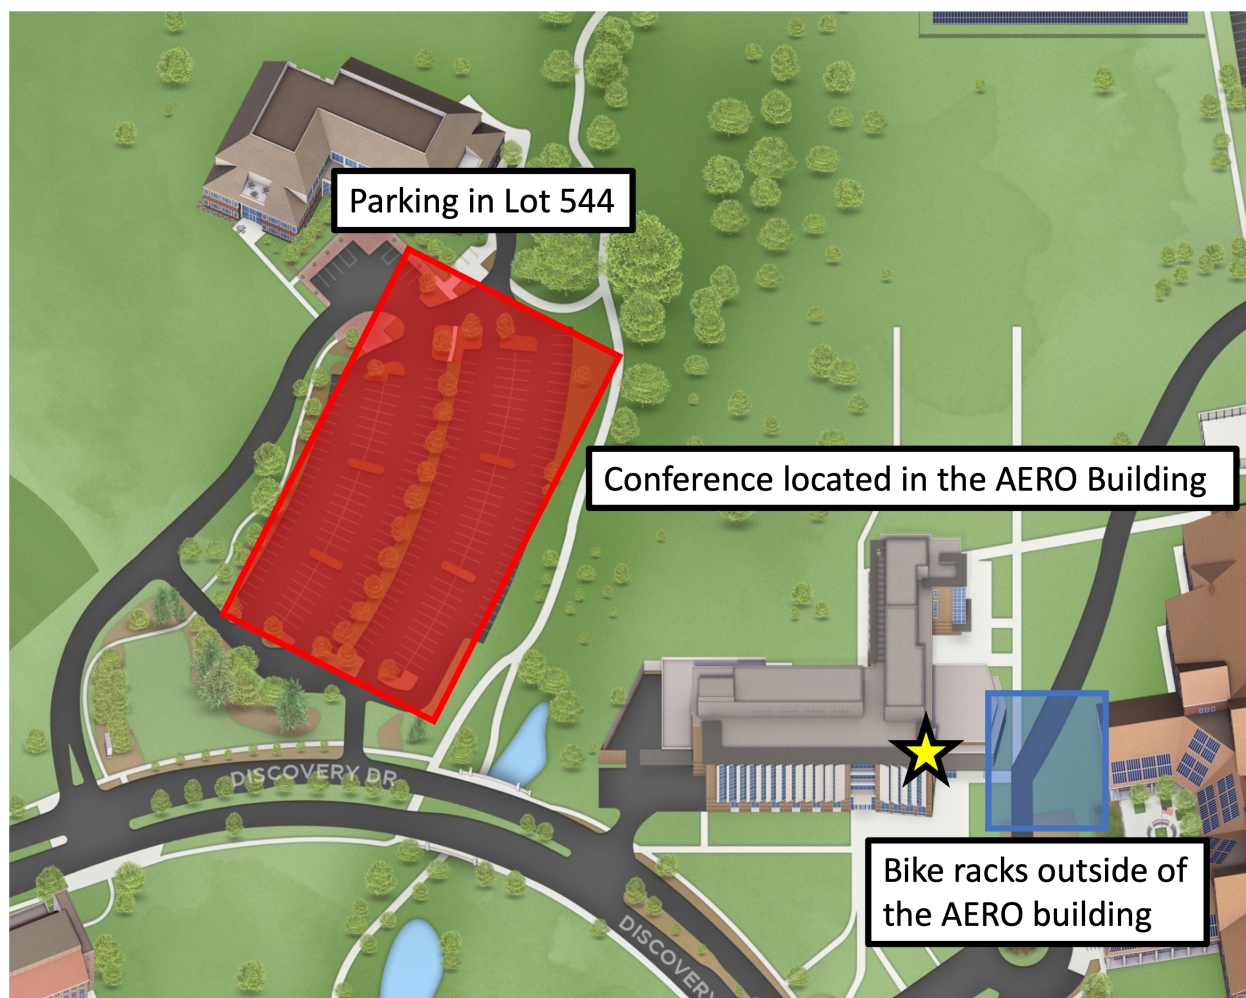 Parking in Lot 544
Conference located in the AERO Building
DISCOVERY DR
Bike racks outside of
the AERO building
DISCOVERY